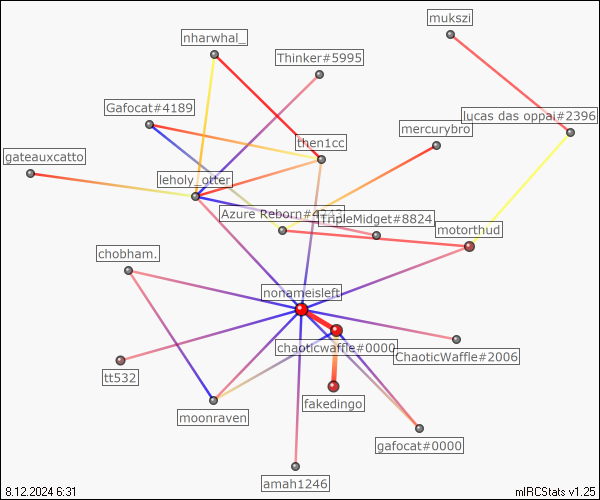 mukszi
nharwhal_
Thinker#5995
Gafocat#4189
lucas das oppai#2396
mercurybro
then1cc
gateauxcatto
leholy_otter
Azure Reborn#4243
TripleMidget#8824
motorthud
chobham.
nonameisleft
chaoticwaffle#0000
ChaoticWaffle#2006
tt532
fakedingo
moonraven
gafocat#0000
amah1246
8.12.2024 6:31
mIRCStats v1.25